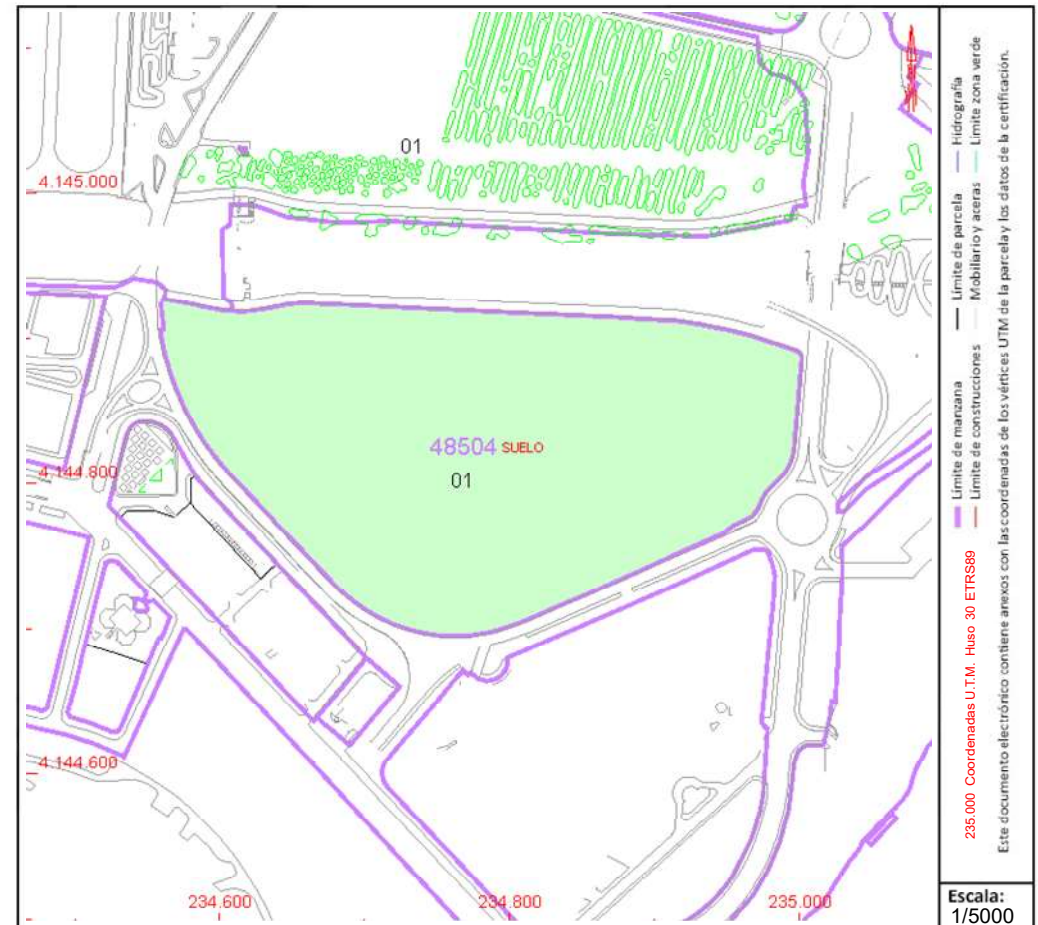 01
4.145.000
48504 SUELO
01
4.144.800
4.144.600
234.600
234.800
235.000
Límite de manzana
Límite de parcela
Hidrografía
Límite de construcciones
Mobiliario y aceras
Límite zona verde
235.000 Coordenadas U.T.M. Huso 30 ETRS89
Este documento electrónico contiene anexos con las coordenadas de los vértices UTM de la parcela y los datos de la certificación.
Escala:
1/5000